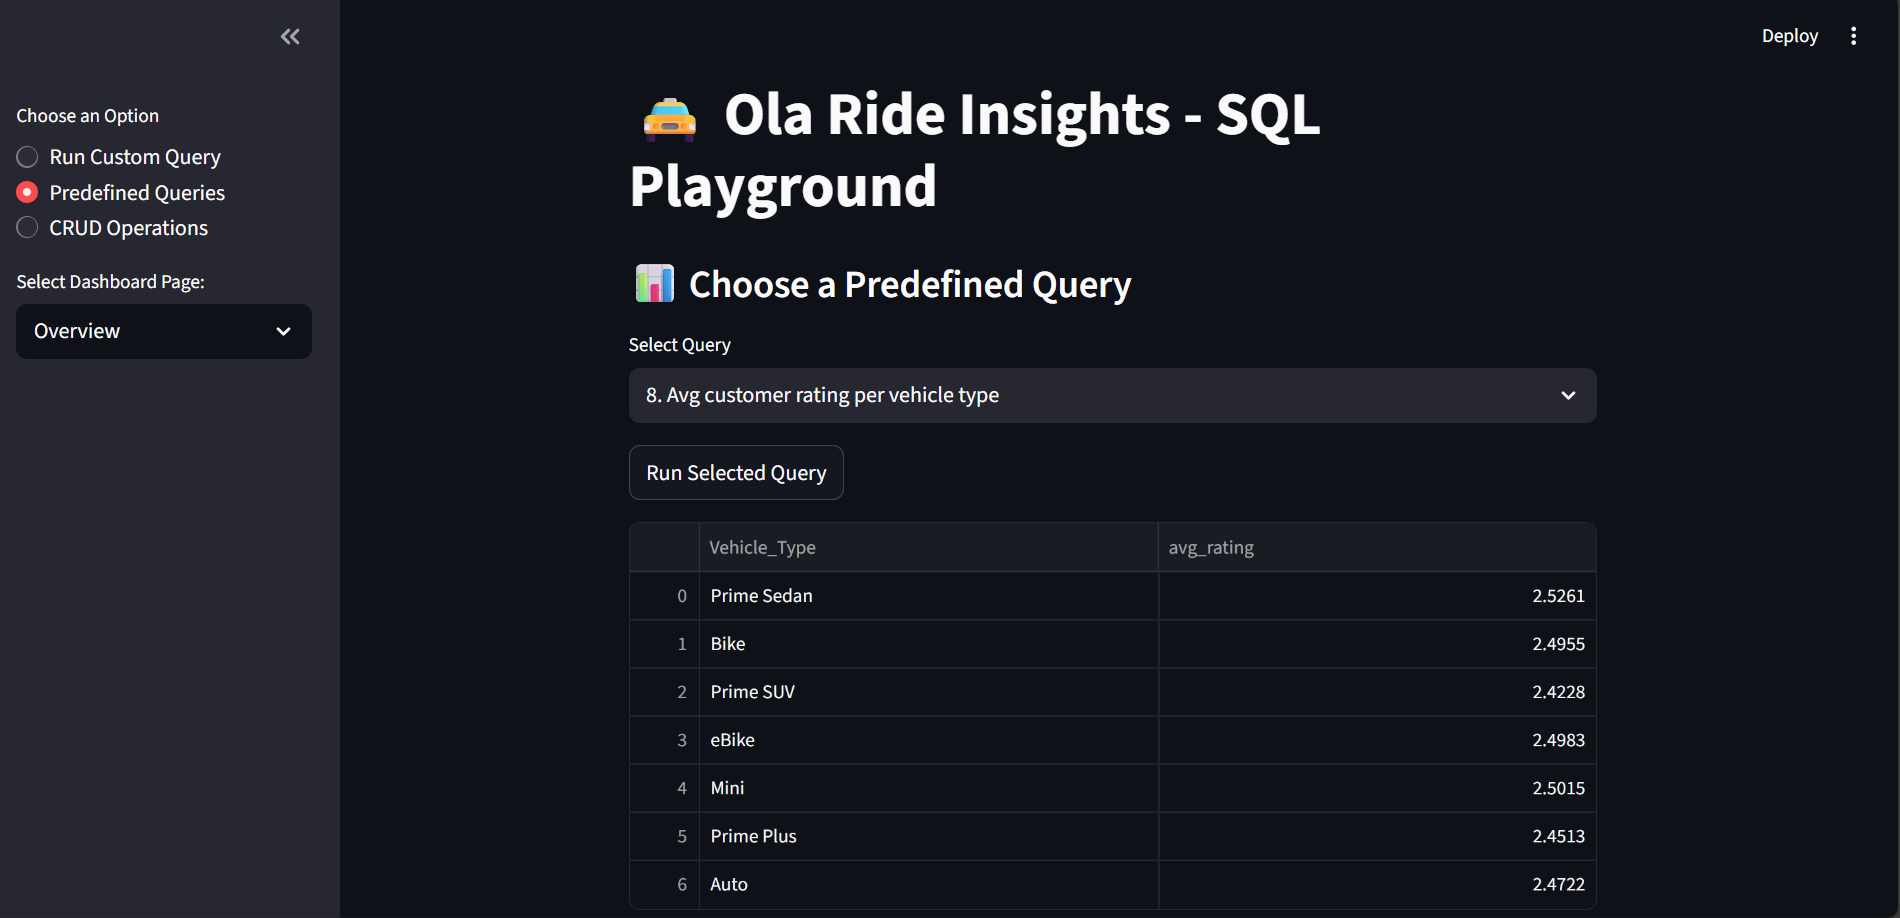 Deploy
Choose an Option
Run Custom Query
Predefined Queries
CRUD Operations
Select Dashboard Page:
Overview
Ola Ride Insights - SQL
Playground
Choose a Predefined Query
Select Query
8. Avg customer rating per vehicle type
Run Selected Query
Vehicle_Type avg_rating
0 Prime Sedan 2.5261
1 Bike 2.4955
2 Prime SUV 2.4228
3 eBike 2.4983
4 Mini 2.5015
5 Prime Plus 2.4513
6 Auto 2.4722